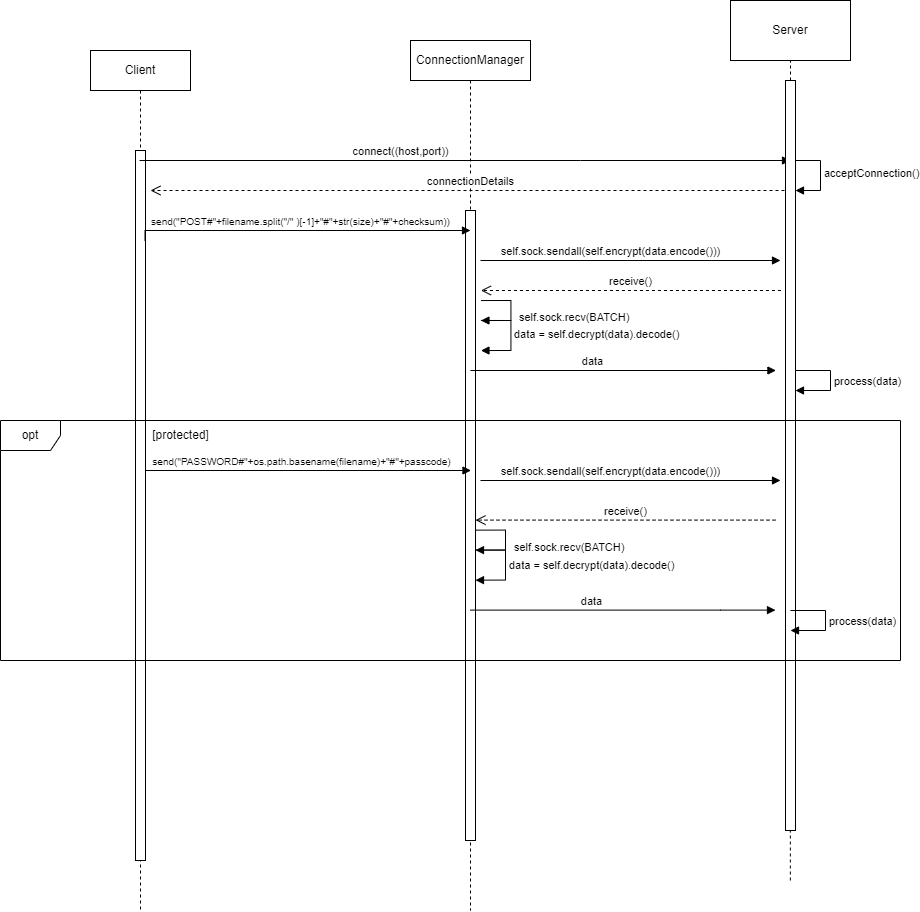 Server
Client
ConnectionManager
connect((host,port))
acceptConnection()
connectionDetails
send("POST#"+filename.split("/" )[-1]+"#"+str(size)+"#"+checksum))
self.sock.sendall(self.encrypt(data.encode()))
receive()
self.sock.recv(BATCH)
data = self.decrypt(data).decode()
data
process(data)
opt
[protected]
send("PASSWORD#"+os.path.basename(filename)+"#"+passcode)
self.sock.sendall(self.encrypt(data.encode()))
receive()
self.sock.recv(BATCH)
data = self.decrypt(data).decode()
data
process(data)